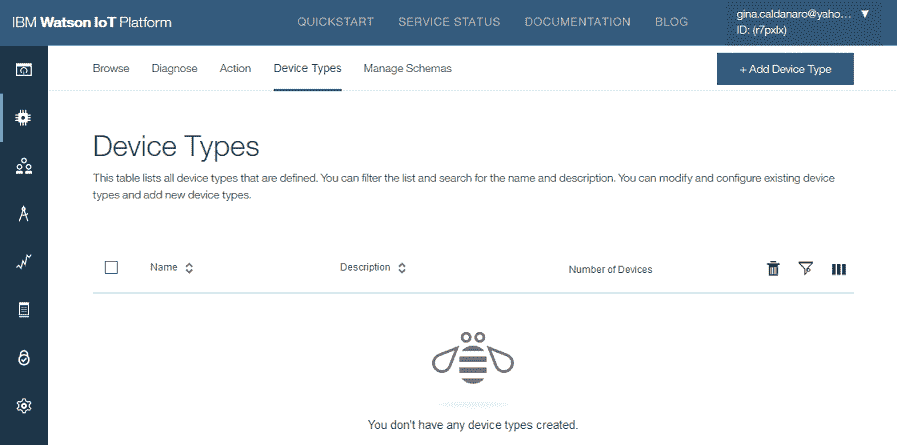 IBM Watson IoT Platform
QUICKSTART SERVICE STATUS DOCUMENTATION BLOG
gina.caldanaro@yaho...
ID: (r7pxlx)
Browse Diagnose Action Device Types Manage Schemas
+ Add Device Type
Device Types
This table lists all device types that are defined. You can filter the list and search for the name and description. You can modify and configure existing device
types and add new device types.
Name Description Number of Devices
You don't have any device types created.